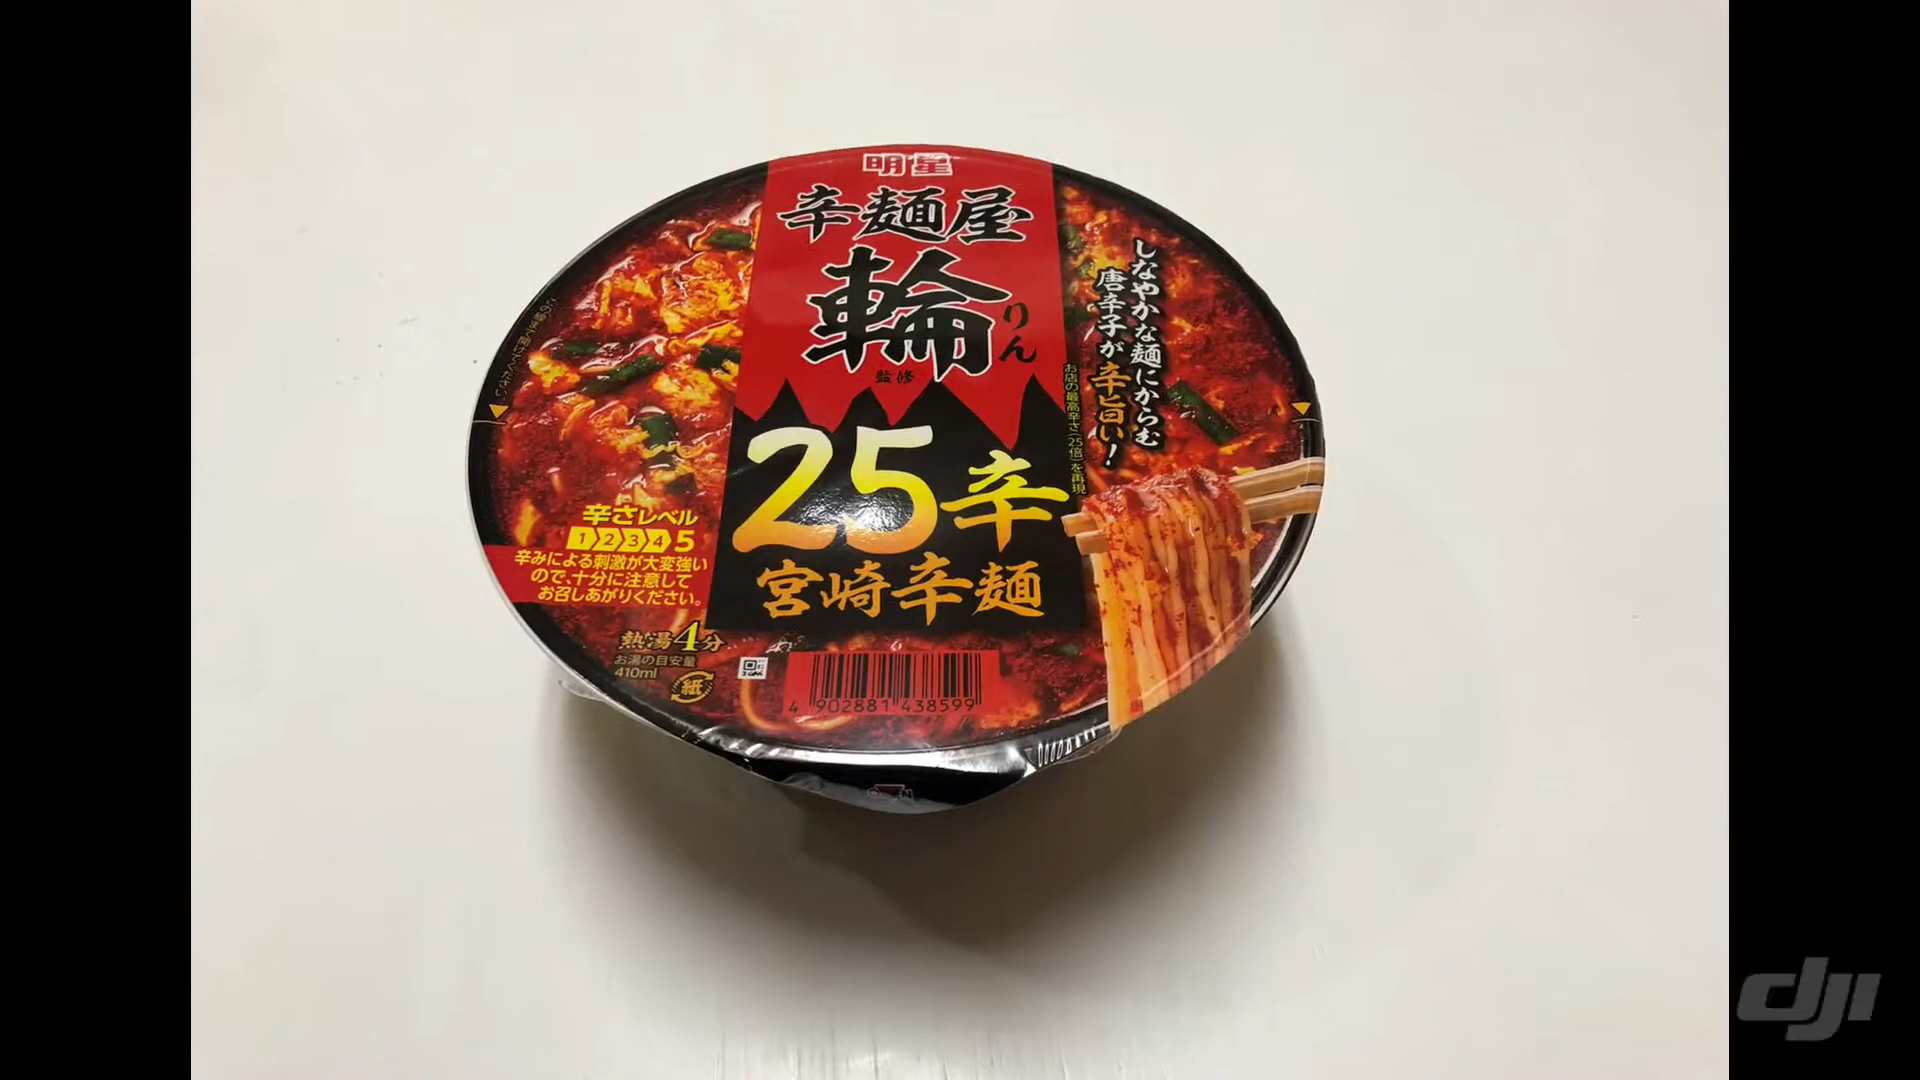 明星
辛麺屋
輪
りん
監修
25辛
宮崎辛麺
しなやかな麺にからむ
唐辛子が辛旨い!
お店の最高辛さ(25倍)を再現
辛さレベル
1 2 3 4 5
辛みによる刺激が大変強い
ので、十分に注意して
お召しあがりください。
熱湯4分
お湯の目安量
410ml
紙
4 902881 438599
dji